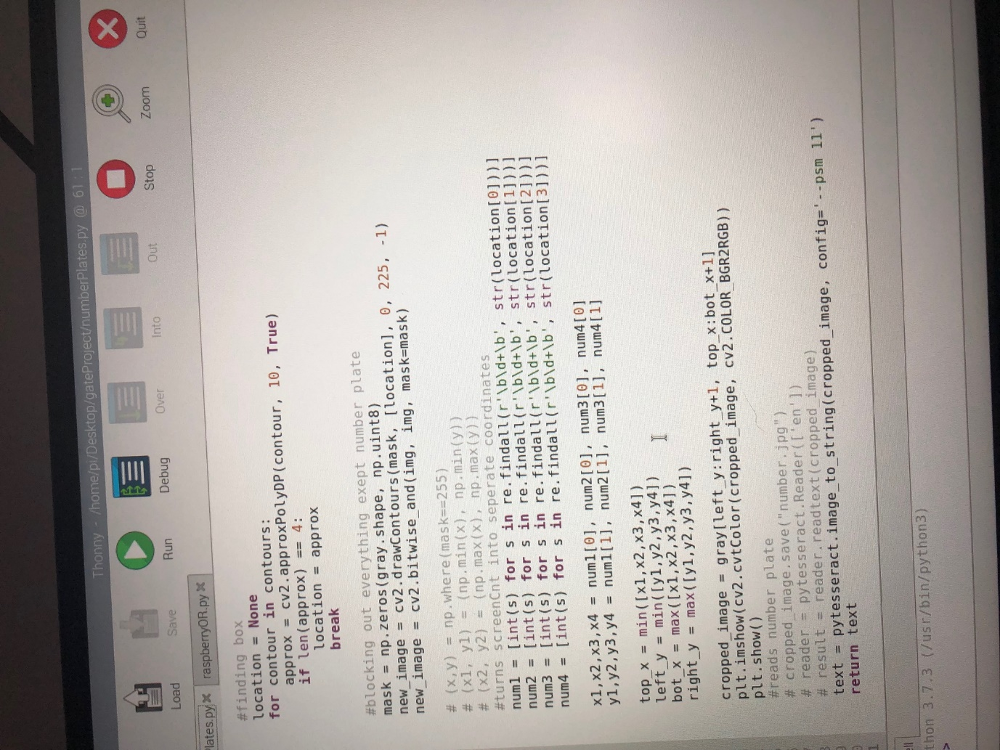 Thonny - /home/pi/Desktop/gateProject/numberPlates.py @ 61:1
Load Save Run Debug Over Into Out Stop Zoom Quit
lates.py raspberryOR.py
#finding box
location = None
for contour in contours:
    approx = cv2.approxPolyDP(contour, 10, True)
    if len(approx) == 4:
        location = approx
        break
#blocking out everything exept number plate
mask = np.zeros(gray.shape, np.uint8)
new_image = cv2.drawContours(mask, [location], 0, 225, -1)
new_image = cv2.bitwise_and(img, img, mask=mask)
# (x,y) = np.where(mask==255)
# (x1, y1) = (np.min(x), np.min(y))
# (x2, y2) = (np.max(x), np.max(y))
#turns screenCnt into seperate coordinates
num1 = [int(s) for s in re.findall(r'\b\d+\b', str(location[0]))]
num2 = [int(s) for s in re.findall(r'\b\d+\b', str(location[1]))]
num3 = [int(s) for s in re.findall(r'\b\d+\b', str(location[2]))]
num4 = [int(s) for s in re.findall(r'\b\d+\b', str(location[3]))]
x1,x2,x3,x4 = num1[0], num2[0], num3[0], num4[0]
y1,y2,y3,y4 = num1[1], num2[1], num3[1], num4[1]
top_x = min([x1,x2,x3,x4])
left_y = min([y1,y2,y3,y4])
bot_x = max([x1,x2,x3,x4])
right_y = max([y1,y2,y3,y4])
cropped_image = gray[left_y:right_y+1, top_x:bot_x+1]
plt.imshow(cv2.cvtColor(cropped_image, cv2.COLOR_BGR2RGB))
plt.show()
#reads number plate
# cropped_image.save("number.jpg")
# reader = pytesseract.Reader(['en'])
# result = reader.readtext(cropped_image)
text = pytesseract.image_to_string(cropped_image, config='--psm 11')
return text
ell
thon 3.7.3 (/usr/bin/python3)
>